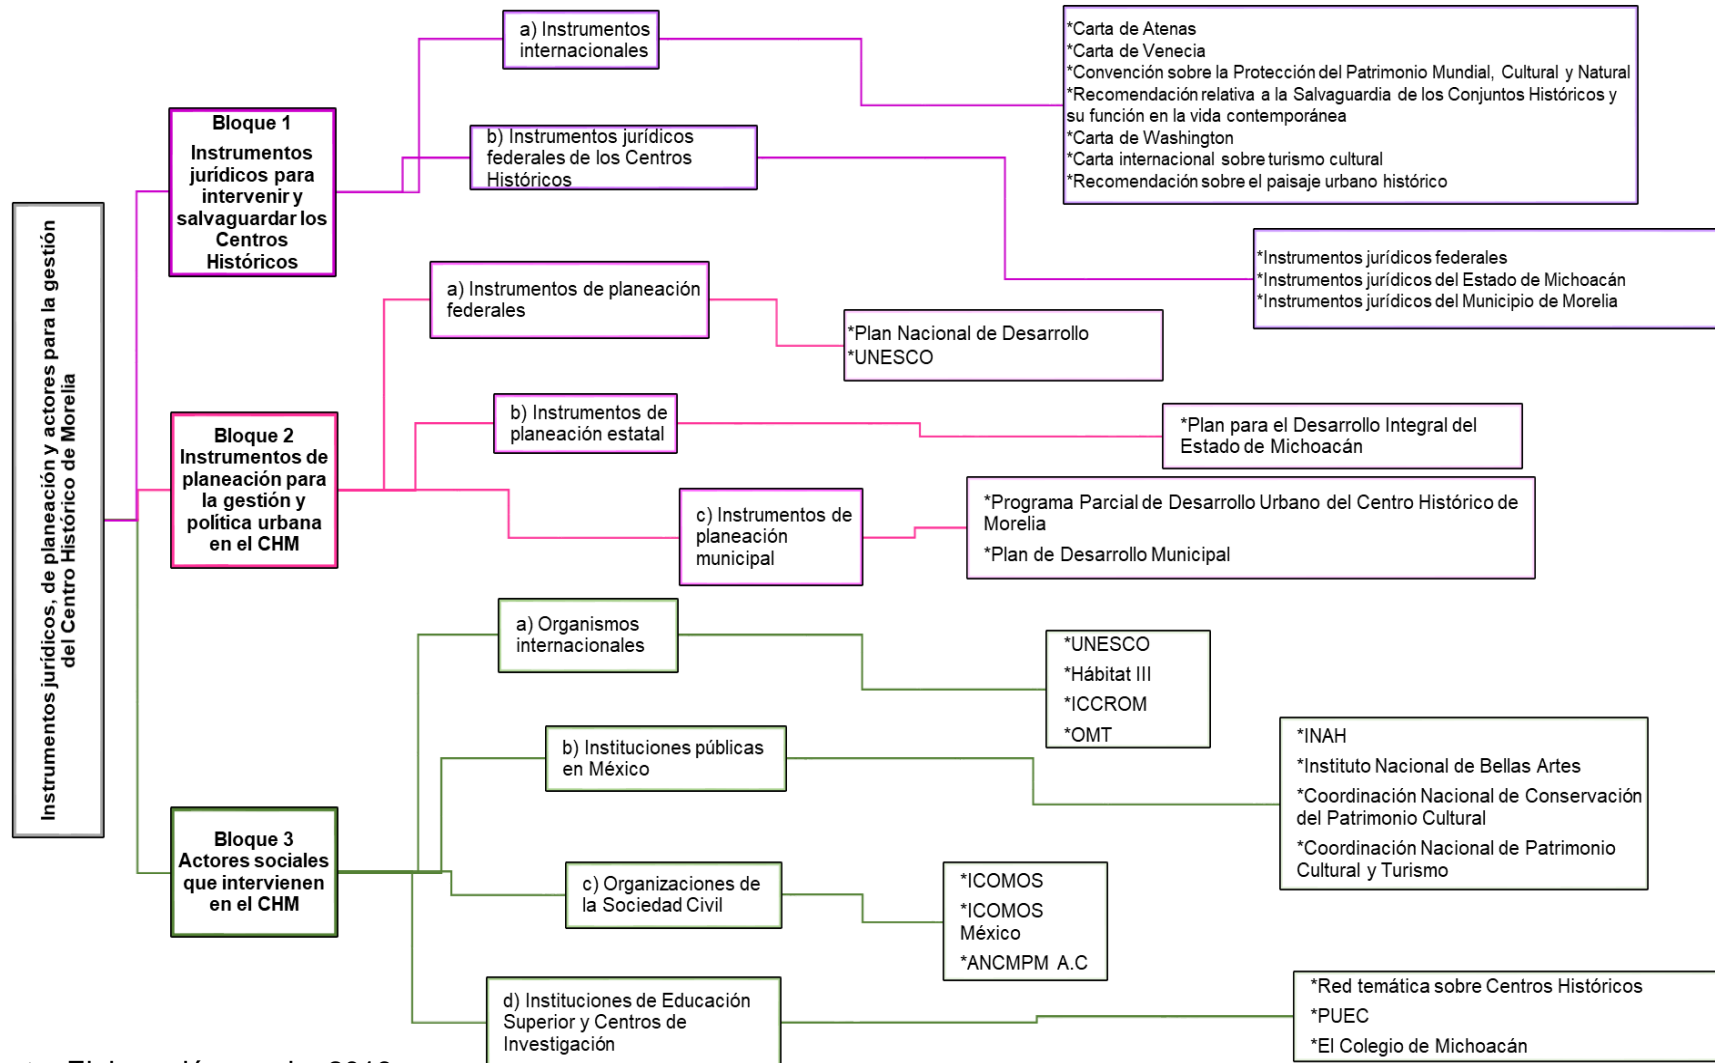 Instrumentos jurídicos, de planeación y actores para la gestión
del Centro Histórico de Morelia
Bloque 1
Instrumentos
jurídicos para
intervenir y
salvaguardar los
Centros
Históricos
a) Instrumentos
internacionales
*Carta de Atenas
*Carta de Venecia
*Convención sobre la Protección del Patrimonio Mundial, Cultural y Natural
*Recomendación relativa a la Salvaguardia de los Conjuntos Históricos y
su función en la vida contemporánea
*Carta de Washington
*Carta internacional sobre turismo cultural
*Recomendación sobre el paisaje urbano histórico
b) Instrumentos jurídicos
federales de los Centros
Históricos
*Instrumentos jurídicos federales
*Instrumentos jurídicos del Estado de Michoacán
*Instrumentos jurídicos del Municipio de Morelia
Bloque 2
Instrumentos de
planeación para
la gestión y
política urbana
en el CHM
a) Instrumentos de planeación
federales
*Plan Nacional de Desarrollo
*UNESCO
b) Instrumentos de
planeación estatal
*Plan para el Desarrollo Integral del
Estado de Michoacán
c) Instrumentos de
planeación
municipal
*Programa Parcial de Desarrollo Urbano del Centro Histórico de
Morelia
*Plan de Desarrollo Municipal
Bloque 3
Actores sociales
que intervienen
en el CHM
a) Organismos
internacionales
*UNESCO
*Hábitat III
*ICCROM
*OMT
b) Instituciones públicas
en México
*INAH
*Instituto Nacional de Bellas Artes
*Coordinación Nacional de Conservación
del Patrimonio Cultural
*Coordinación Nacional de Patrimonio
Cultural y Turismo
c) Organizaciones de
la Sociedad Civil
*ICOMOS
*ICOMOS
México
*ANCMPM A.C
d) Instituciones de Educación
Superior y Centros de
Investigación
*Red temática sobre Centros Históricos
*PUEC
*El Colegio de Michoacán